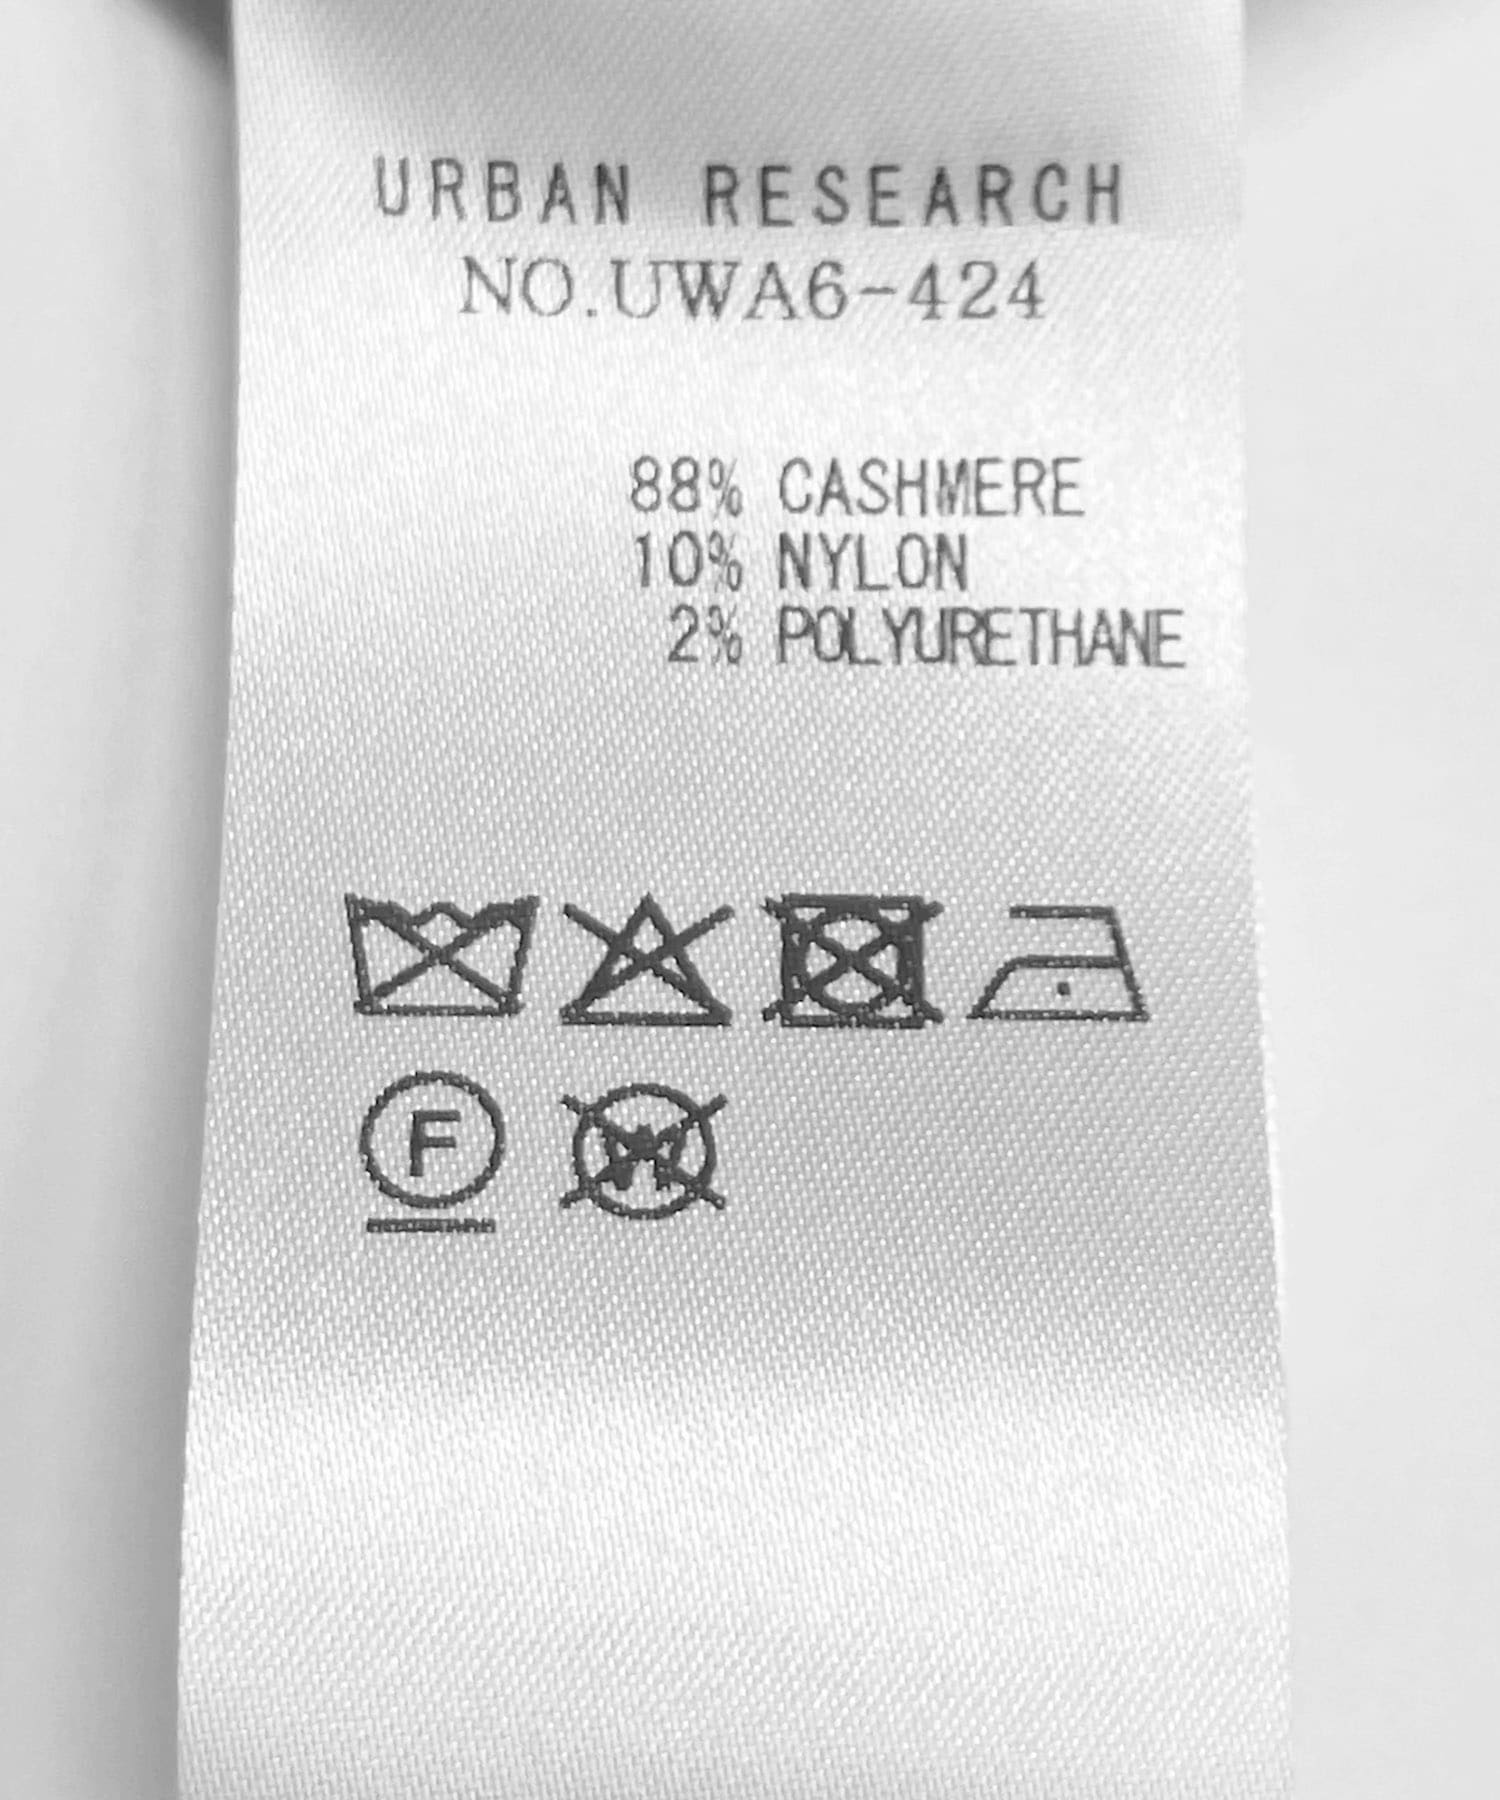 URBAN RESEARCH
NO.UWA6-424
88% CASHMERE
10% NYLON
2% POLYURETHANE
F